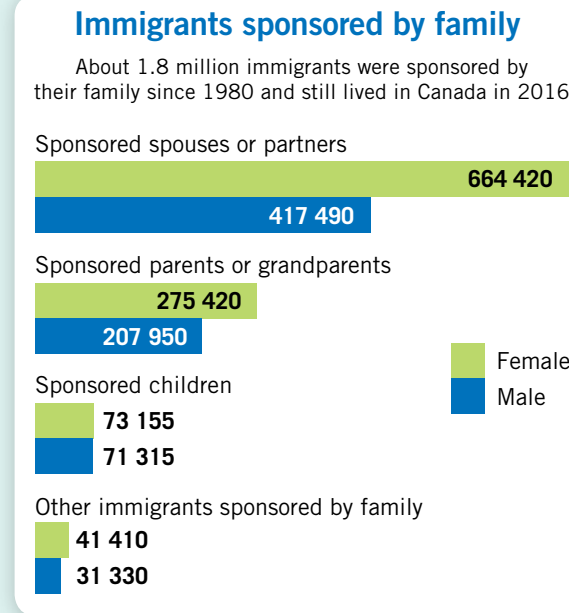 Immigrants sponsored by family
About 1.8 million immigrants were sponsored by
their family since 1980 and still lived in Canada in 2016
Sponsored spouses or partners
664 420
417 490
Sponsored parents or grandparents
275 420
207 950
Female
Male
Sponsored children
73 155
71 315
Other immigrants sponsored by family
41 410
31 330